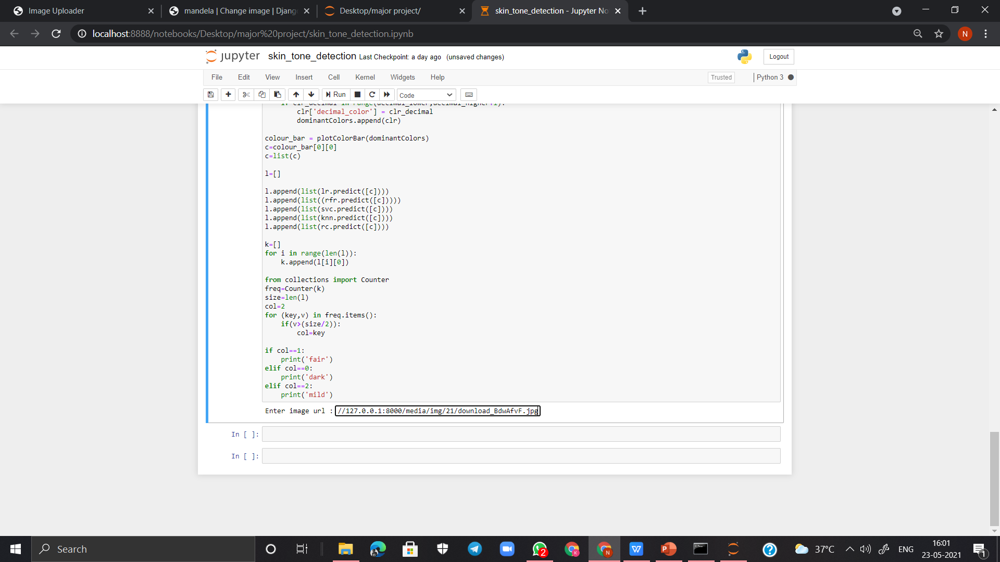 Image Uploader
mandela | Change image | Djang
Desktop/major project/
skin_tone_detection - Jupyter No
localhost:8888/notebooks/Desktop/major%20project/skin_tone_detection.ipynb
N
jupyter skin_tone_detection Last Checkpoint: a day ago (unsaved changes)
Logout
File Edit View Insert Cell Kernel Widgets Help
Trusted
Python 3
Run
Code
if clr_decimal in range(decimal_lower,decimal_higher+1):
clr['decimal_color'] = clr_decimal
dominantColors.append(clr)
colour_bar = plotColorBar(dominantColors)
c=colour_bar[0][0]
c=list(c)
l=[]
l.append(list(lr.predict([c])))
l.append(list((rfr.predict([c]))))
l.append(list(svc.predict([c])))
l.append(list(knn.predict([c])))
l.append(list(rc.predict([c])))
k=[]
for i in range(len(l)):
k.append(l[i][0])
from collections import Counter
freq=Counter(k)
size=len(l)
col=2
for (key,v) in freq.items():
if(v>(size/2)):
col=key
if col==1:
print('fair')
elif col==0:
print('dark')
elif col==2:
print('mild')
Enter image url : //127.0.0.1:8000/media/img/21/download_BdwAfvF.jpg
In [ ]:
In [ ]:
Search
2
K
N
W
P
?
37°C
ENG
16:01
23-05-2021
1